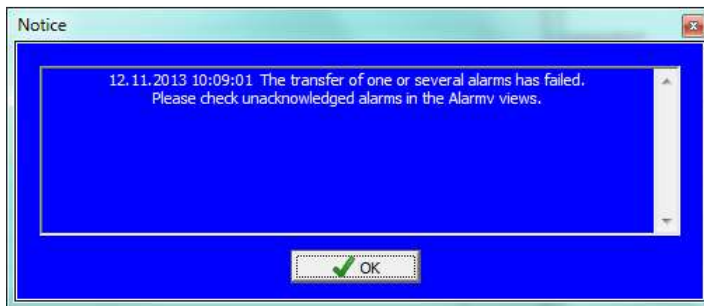 Notice
12.11.2013 10:09:01 The transfer of one or several alarms has failed.
Please check unacknowledged alarms in the Alarmv views.
OK